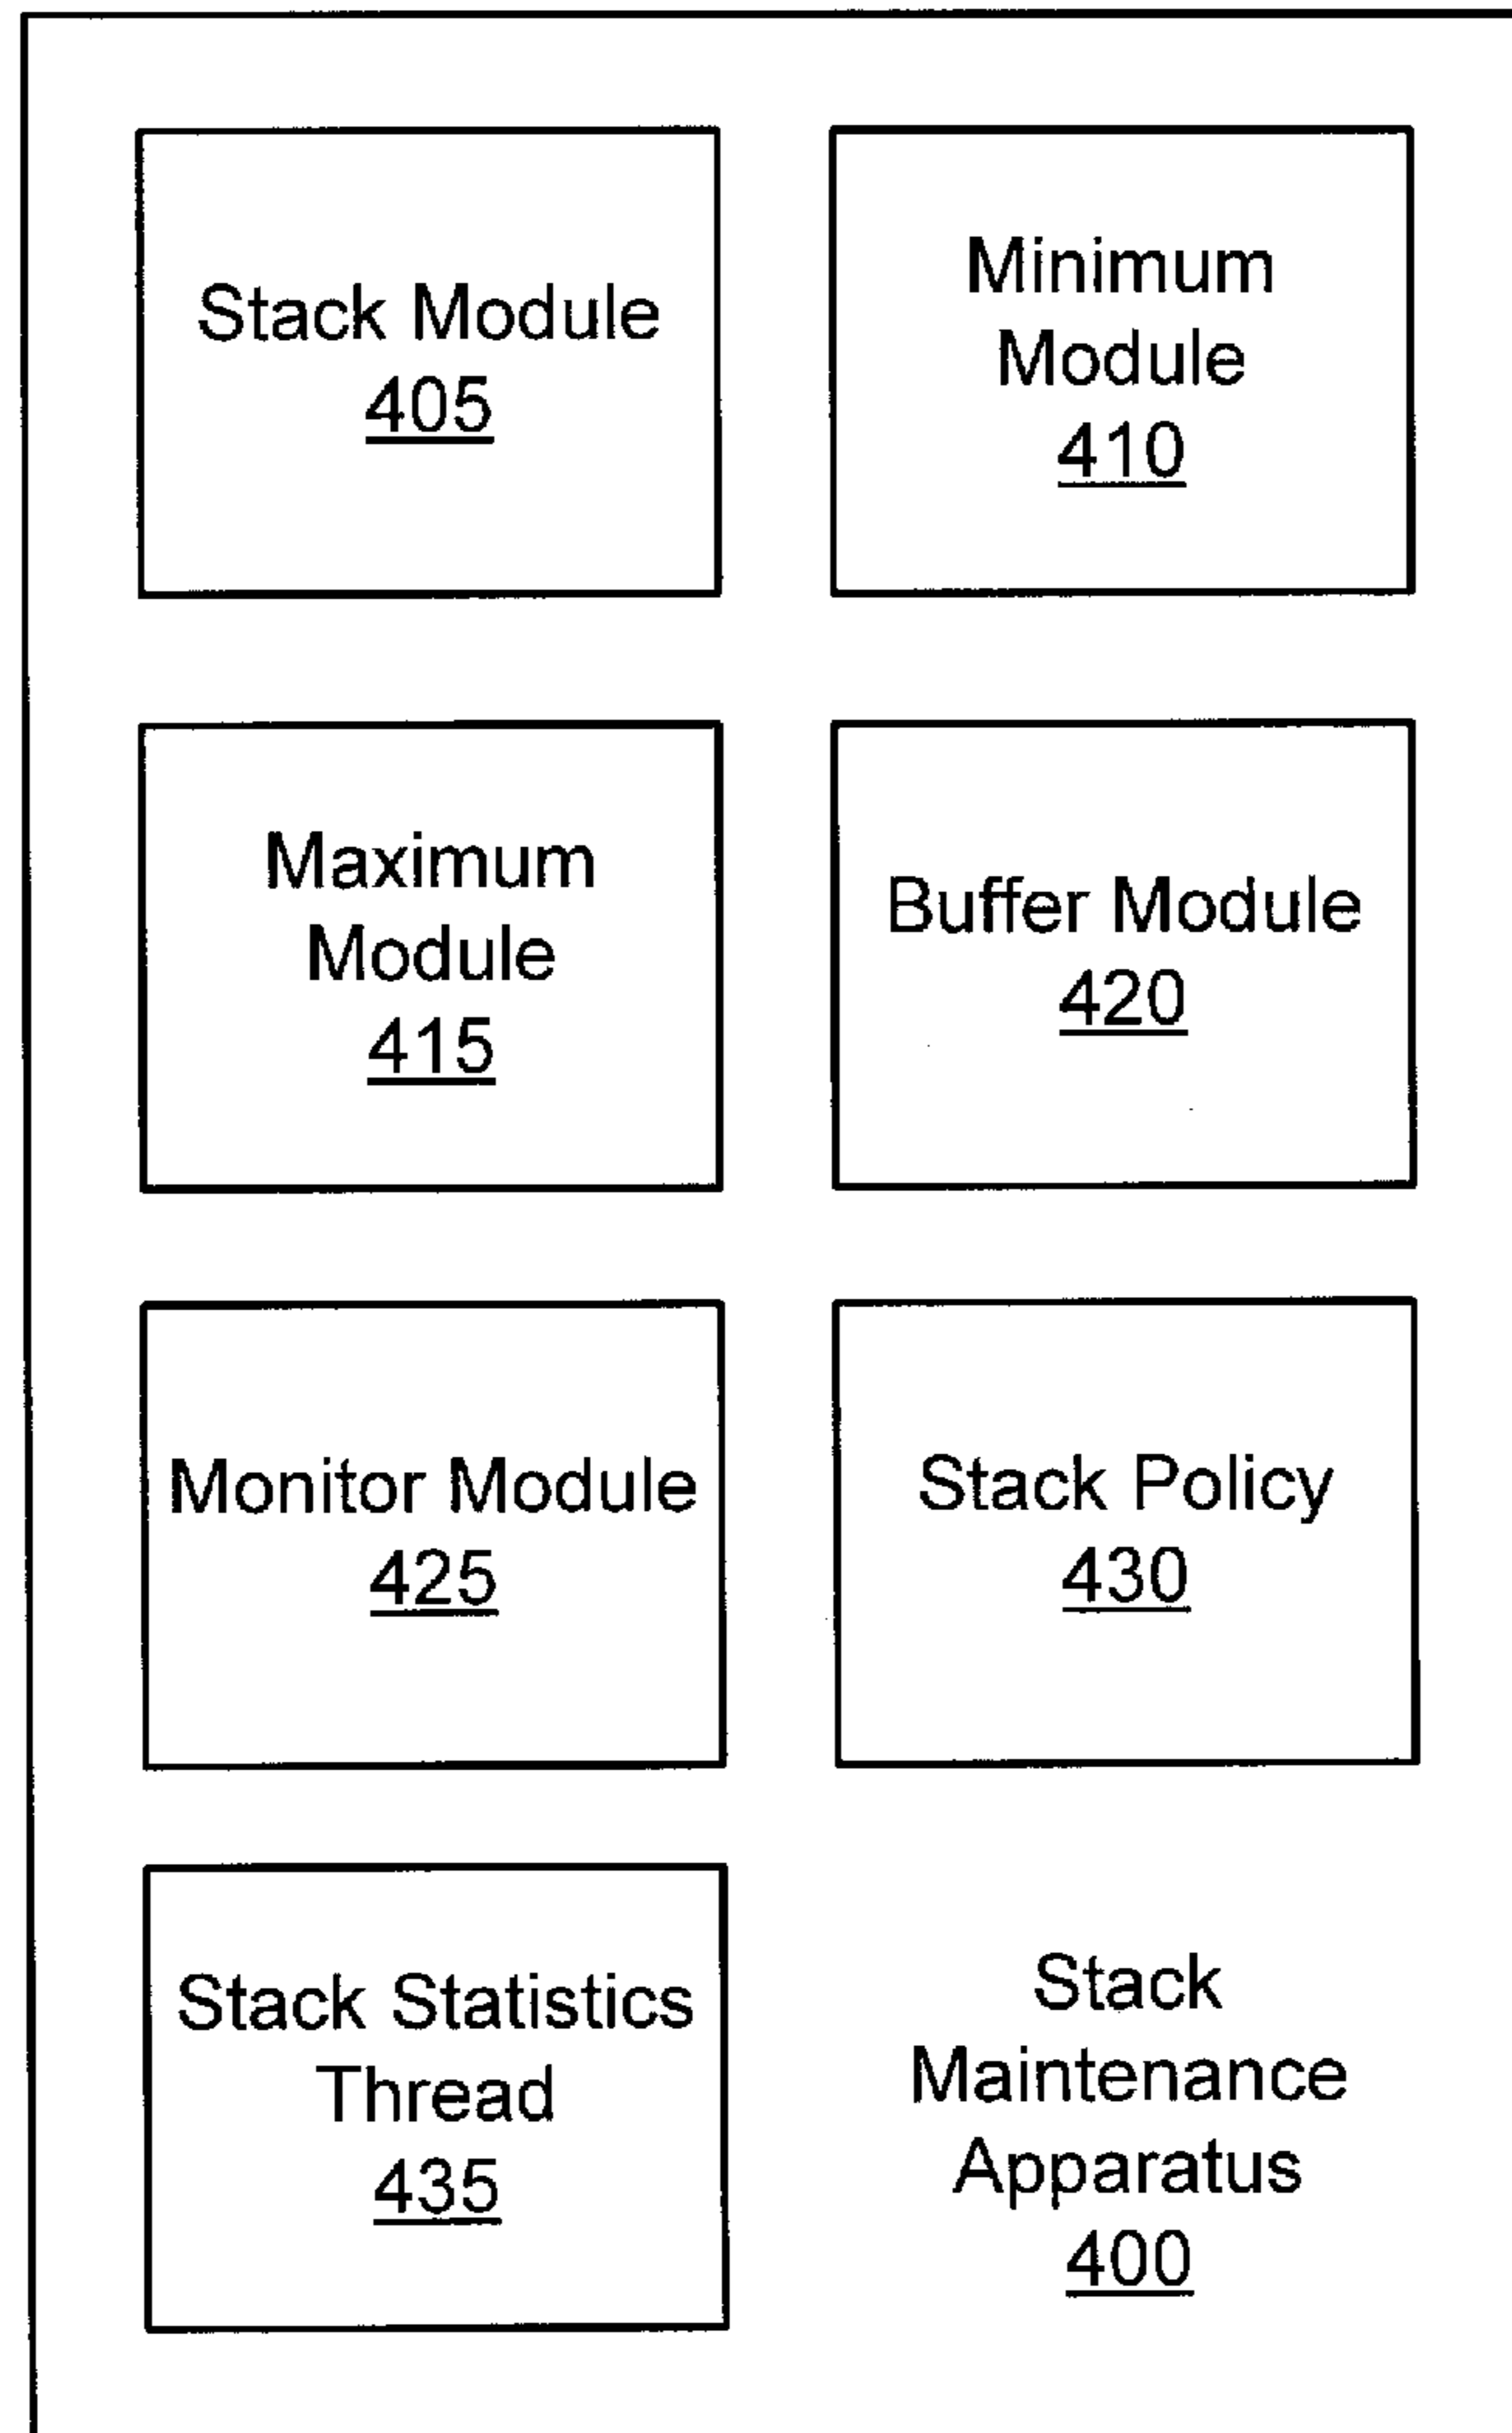 Stack Module
405
Minimum
Module
410
Maximum
Module
415
Buffer Module
420
Monitor Module
425
Stack Policy
430
Stack Statistics
Thread
435
Stack
Maintenance
Apparatus
400